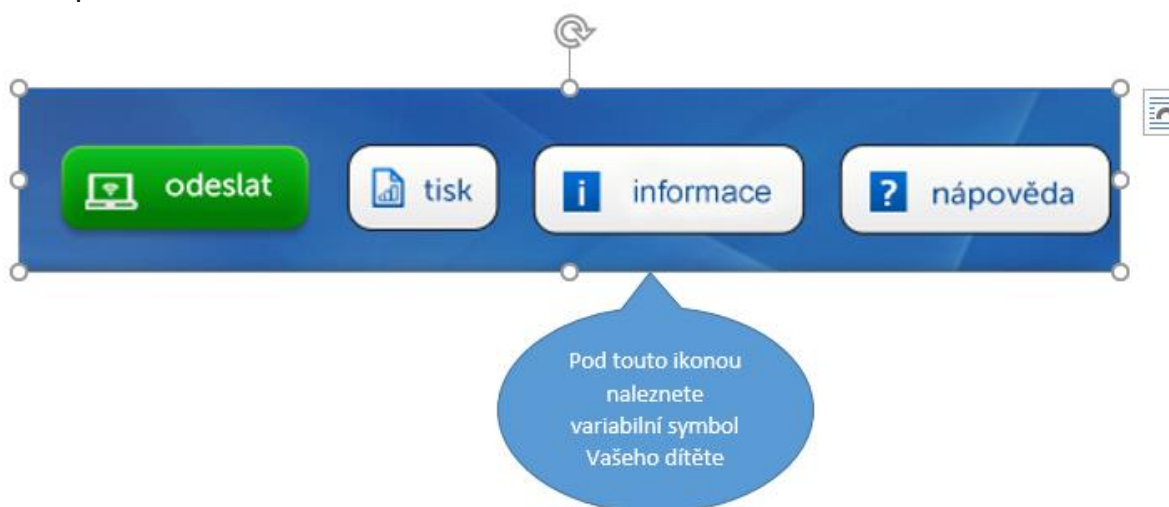 odeslat
tisk
informace
nápověda
Pod touto ikonou
naleznete
variabilní symbol
Vašeho dítěte